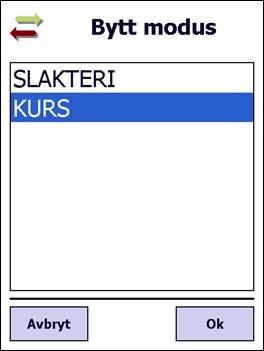 Bytt modus
SLAKTERI
KURS
Avbryt
Ok